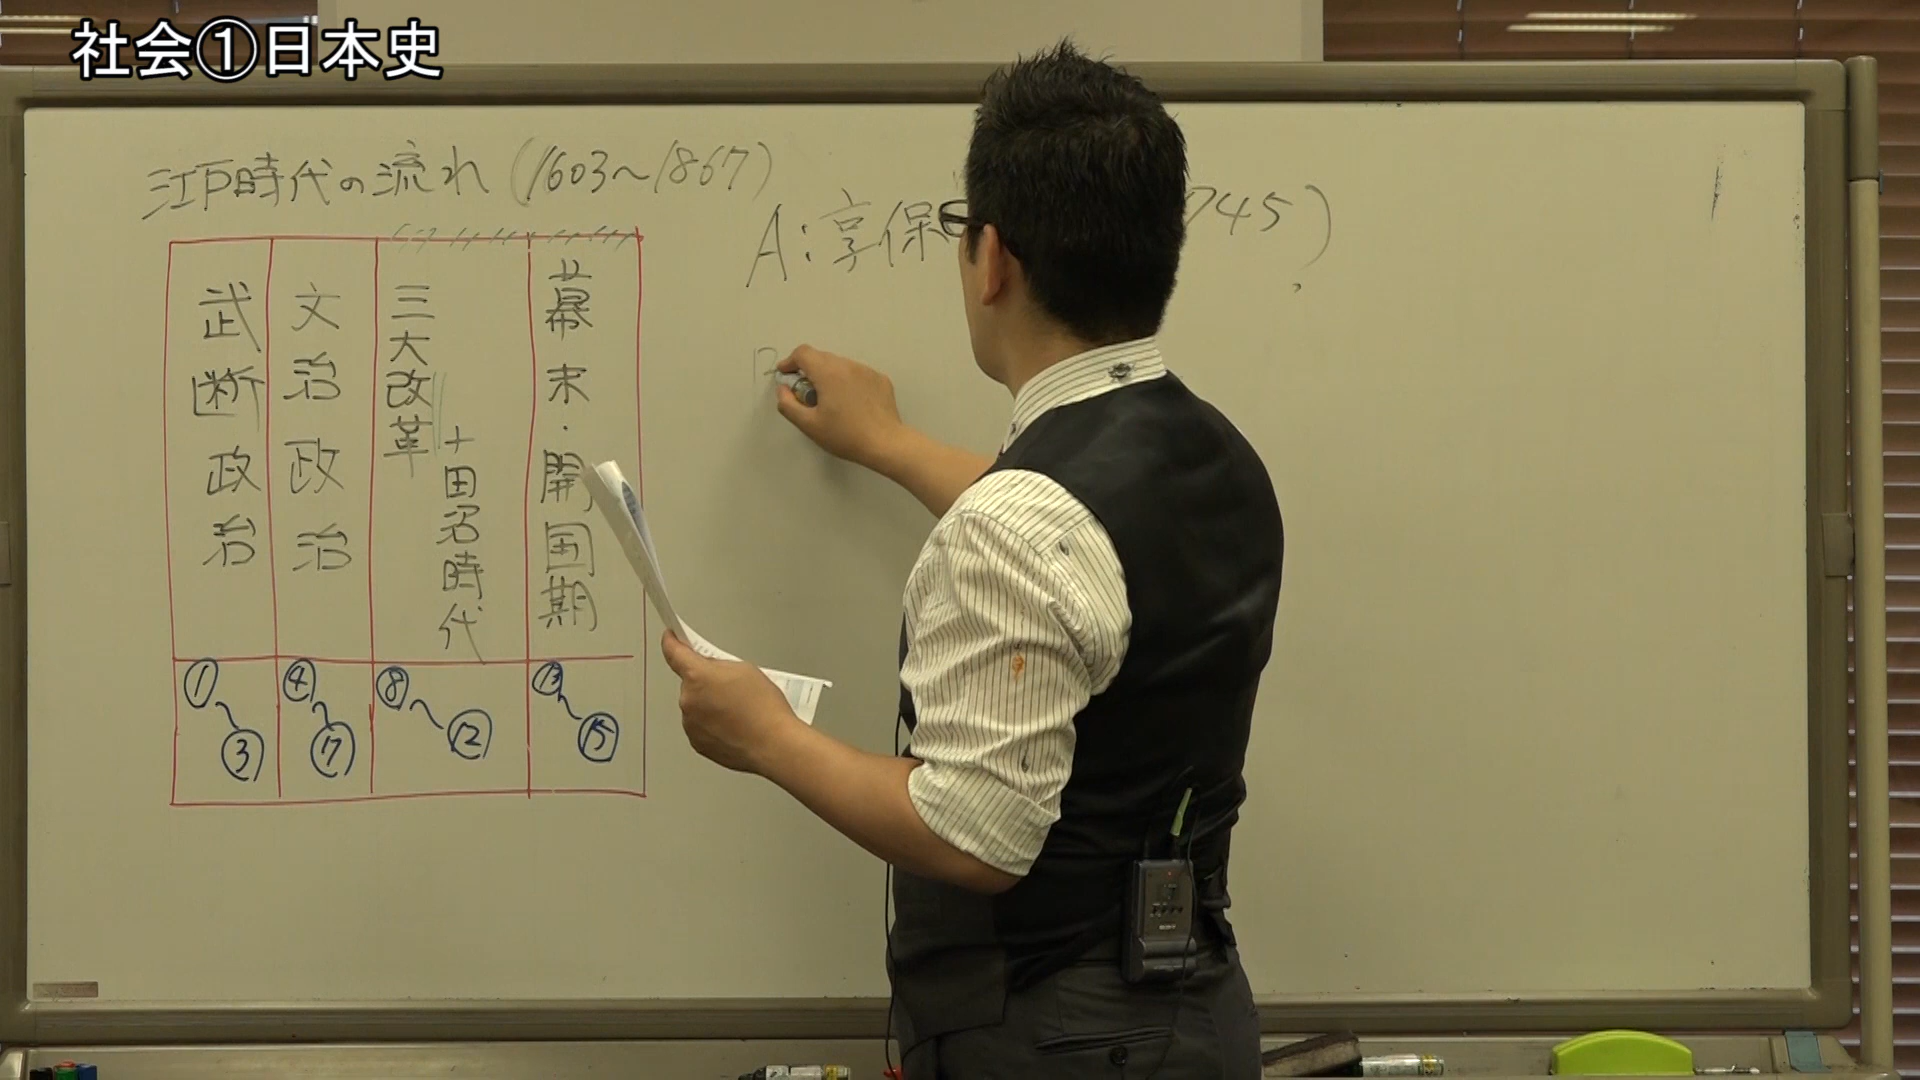 社会①日本史
江戸時代の流れ(1603〜1867)
武断政治
文治政治
三大改革
+田沼時代
幕末・開国期
①〜③
④〜⑰
⑧〜⑫
⑬〜⑮
A:享保
745)